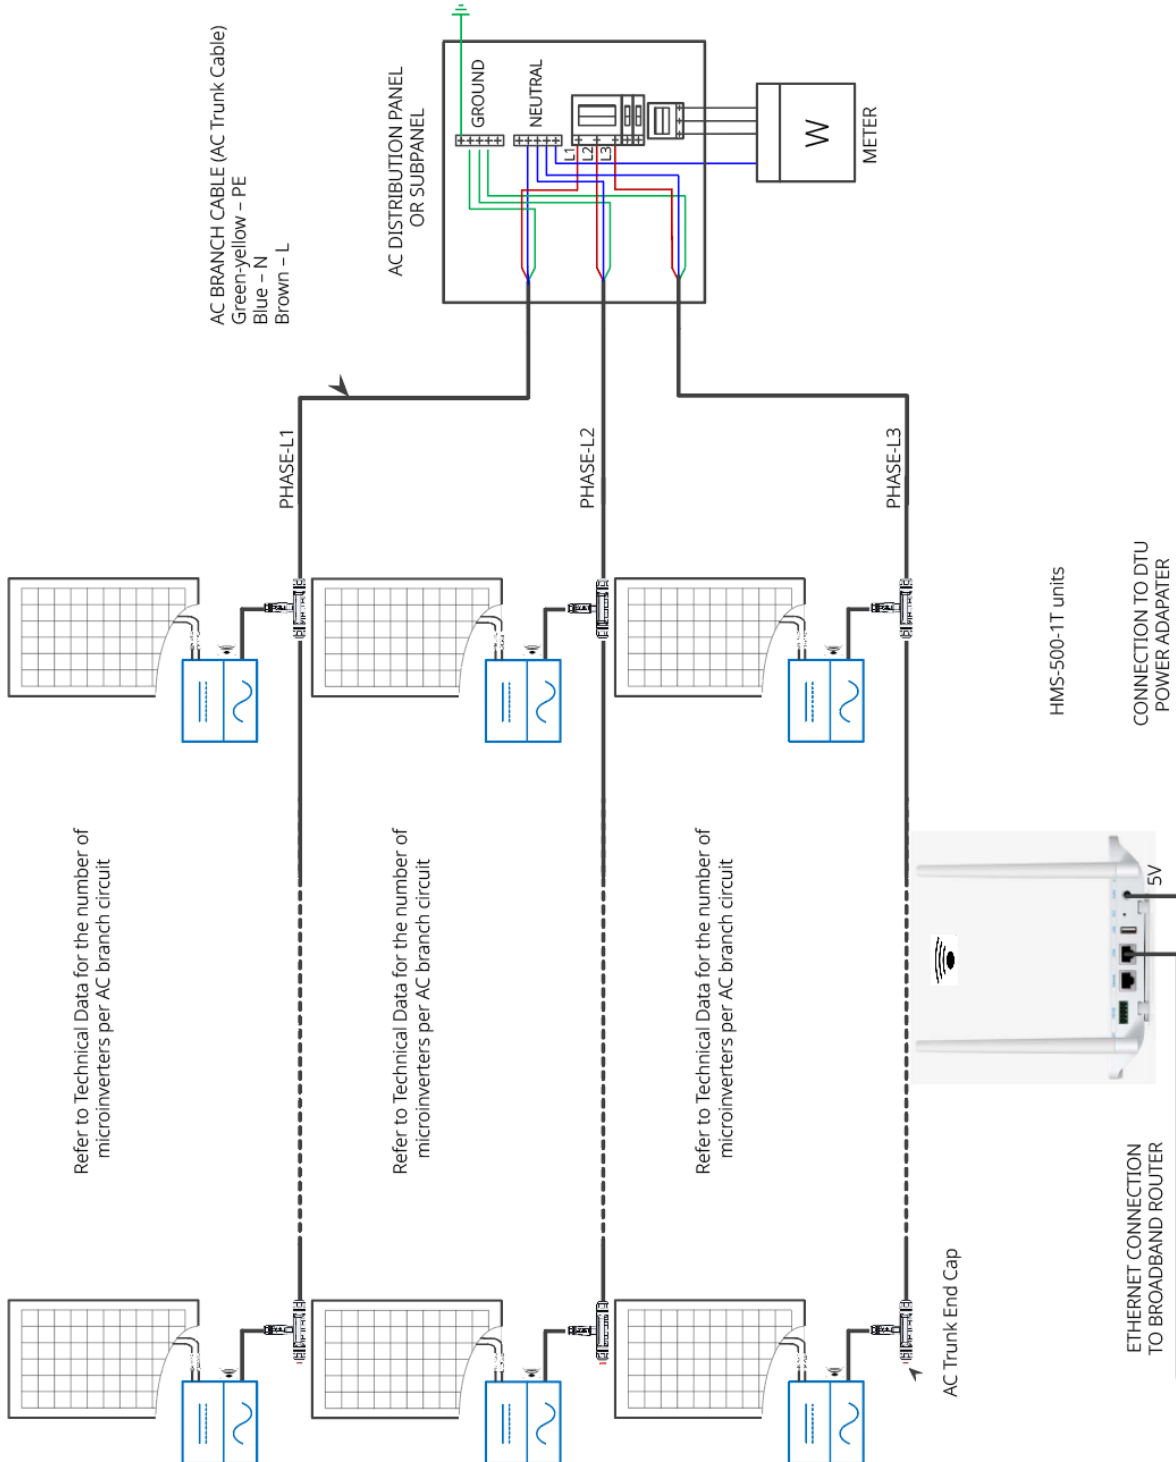 AC BRANCH CABLE (AC Trunk Cable)
Green-yellow – PE
Blue – N
Brown – L
AC DISTRIBUTION PANEL
OR SUBPANEL
GROUND
NEUTRAL
L1
L2
L3
W
METER
PHASE-L1
PHASE-L2
PHASE-L3
Refer to Technical Data for the number of
microinverters per AC branch circuit
Refer to Technical Data for the number of
microinverters per AC branch circuit
Refer to Technical Data for the number of
microinverters per AC branch circuit
HMS-500-1T units
CONNECTION TO DTU
POWER ADAPATER
5V
AC Trunk End Cap
ETHERNET CONNECTION
TO BROADBAND ROUTER